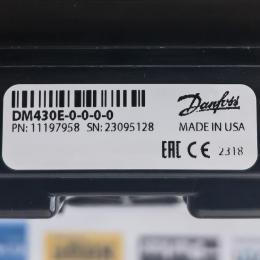 Danfoss
DM430E-0-0-0-0
PN: 11197958 SN: 23095128
MADE IN USA
EAC CE 2318